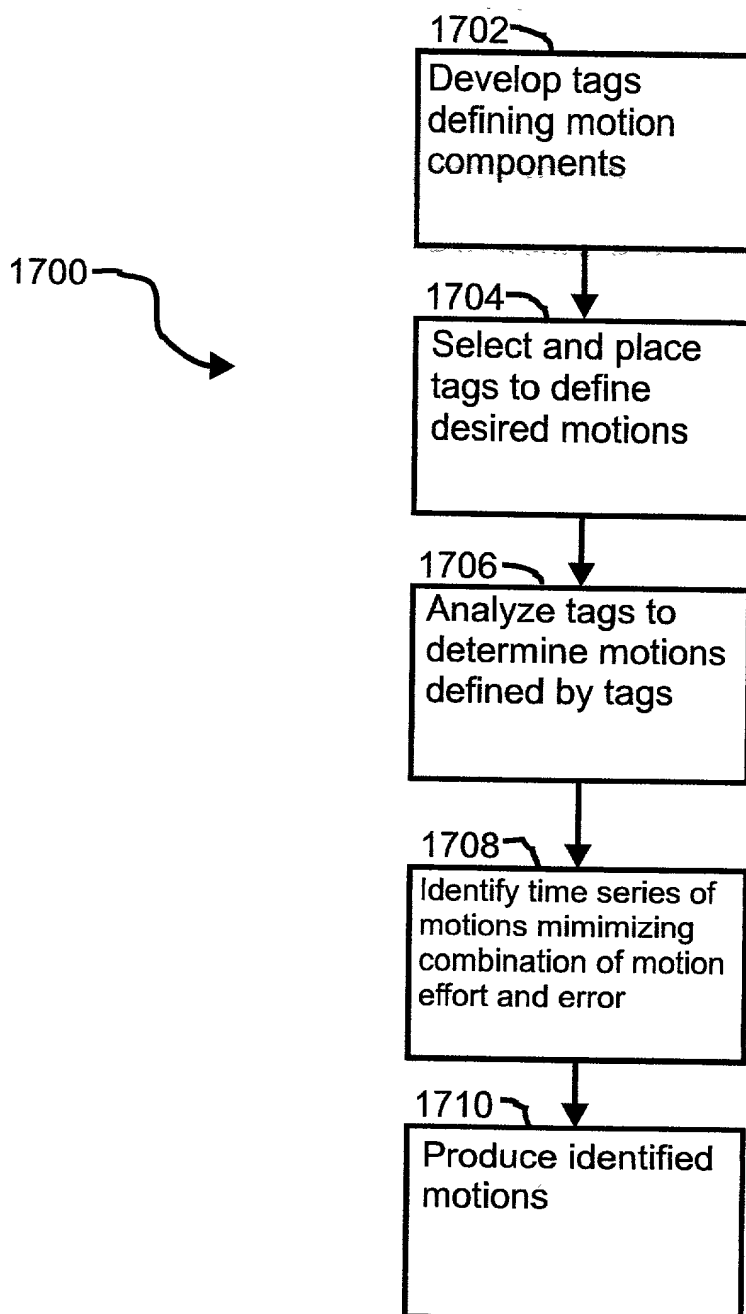 1702
Develop tags
defining motion
components
1700
1704
Select and place
tags to define
desired motions
1706
Analyze tags to
determine motions
defined by tags
1708
Identify time series of
motions mimimizing
combination of motion
effort and error
1710
Produce identified
motions